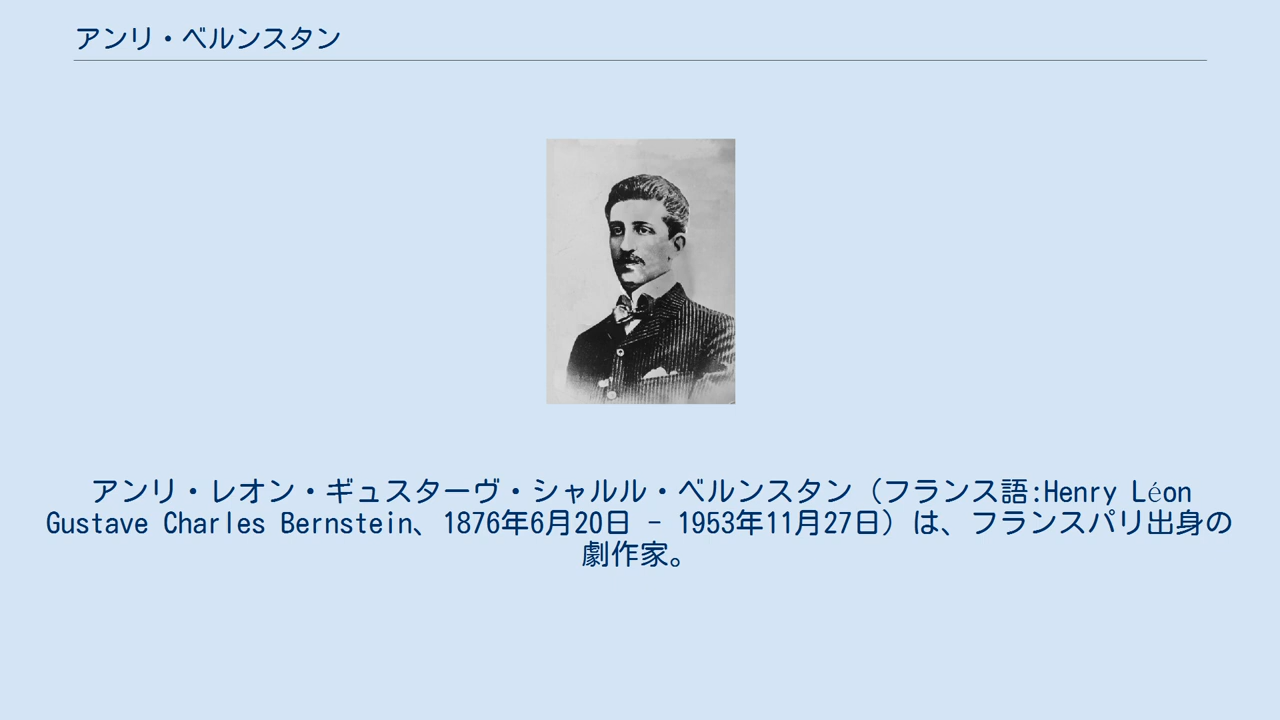 アンリ・ベルンスタン
アンリ・レオン・ギュスターヴ・シャルル・ベルンスタン（フランス語:Henry Léon
Gustave Charles Bernstein、1876年6月20日 - 1953年11月27日）は、フランスパリ出身の
劇作家。